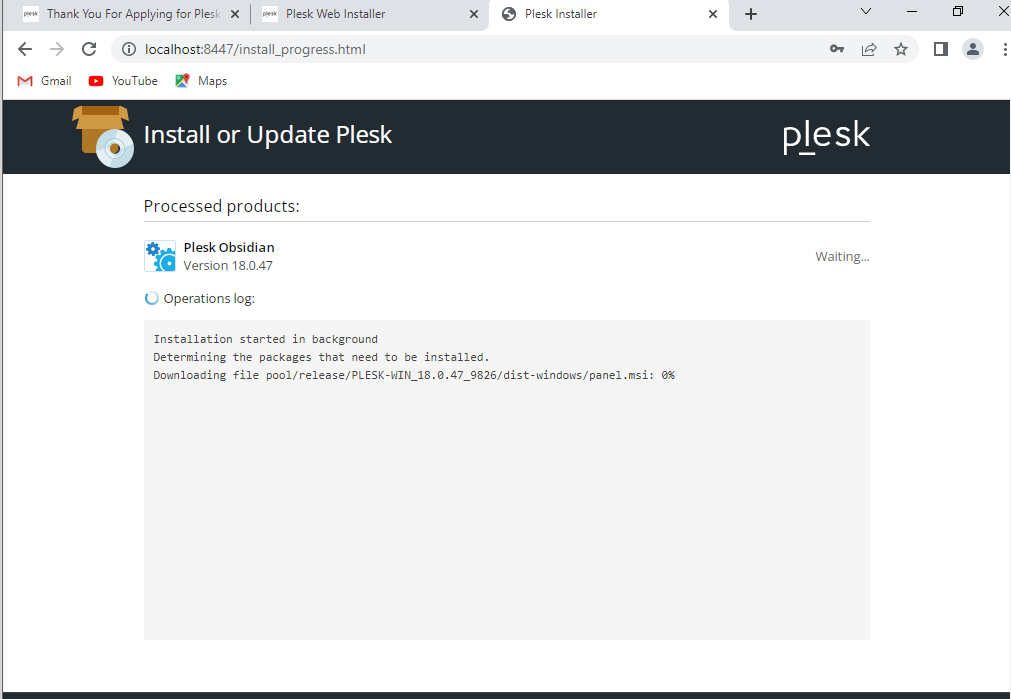 plesk Thank You For Applying for Plesk plesk Plesk Web Installer Plesk Installer
localhost:8447/install_progress.html
Gmail YouTube Maps
Install or Update Plesk plesk
Processed products:
Plesk Obsidian
Version 18.0.47 Waiting...
Operations log:
Installation started in background
Determining the packages that need to be installed.
Downloading file pool/release/PLESK-WIN_18.0.47_9826/dist-windows/panel.msi: 0%